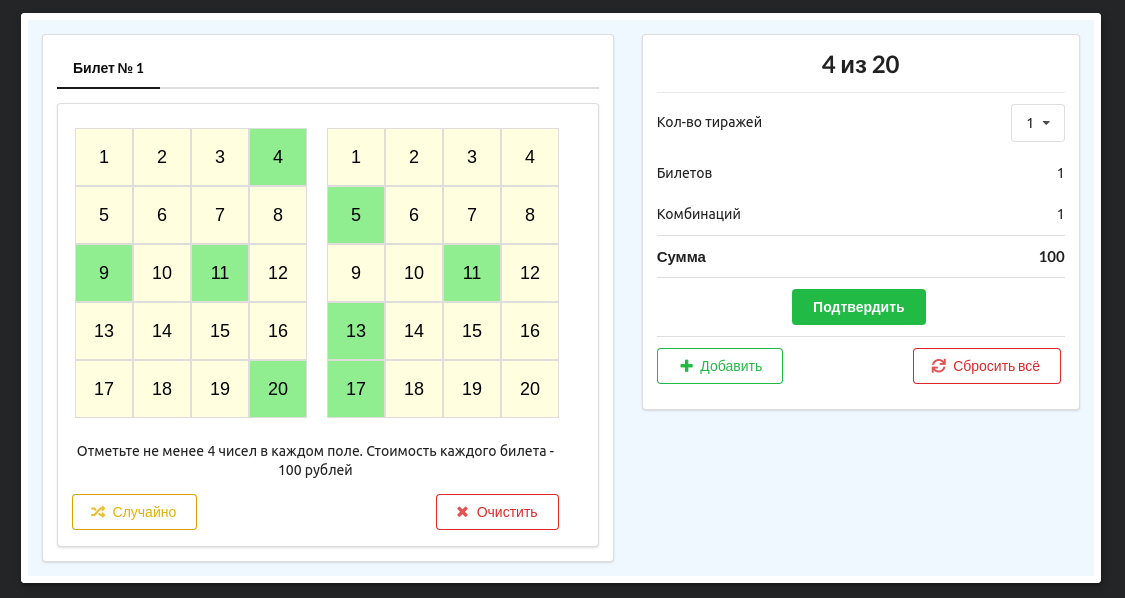 Билет № 1
1 2 3 4 1 2 3 4
5 6 7 8 5 6 7 8
9 10 11 12 9 10 11 12
13 14 15 16 13 14 15 16
17 18 19 20 17 18 19 20
Отметьте не менее 4 чисел в каждом поле. Стоимость каждого билета -
100 рублей
Случайно Очистить
4 из 20
Кол-во тиражей 1
Билетов 1
Комбинаций 1
Сумма 100
Подтвердить
Добавить Сбросить всё